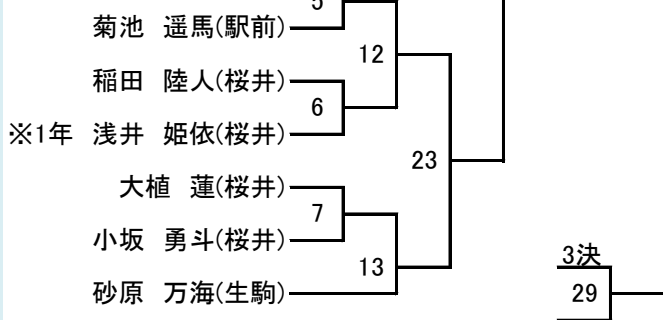 5
菊池　遥馬(駅前)
12
稲田　陸人(桜井)
6
※1年　浅井　姫依(桜井)
23
大植　蓮(桜井)
7
小坂　勇斗(桜井)
3決
13
砂原　万海(生駒)
29